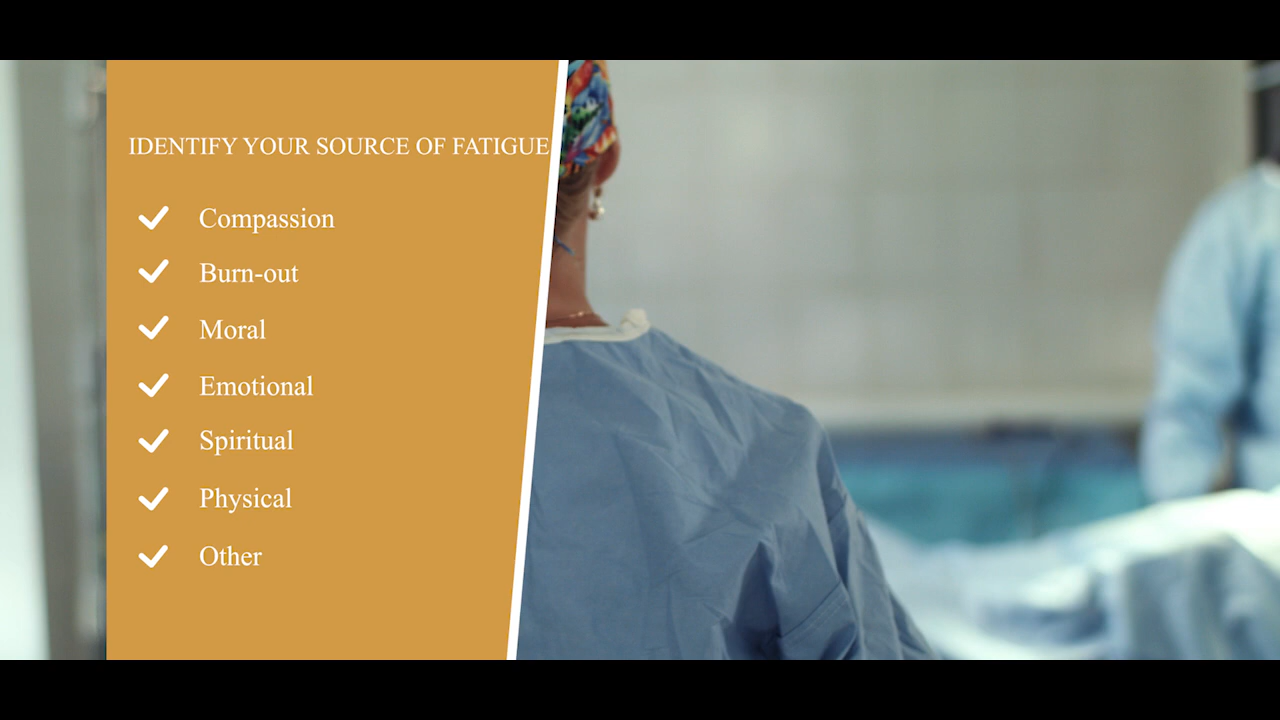 IDENTIFY YOUR SOURCE OF FATIGUE
Compassion
Burn-out
Moral
Emotional
Spiritual
Physical
Other